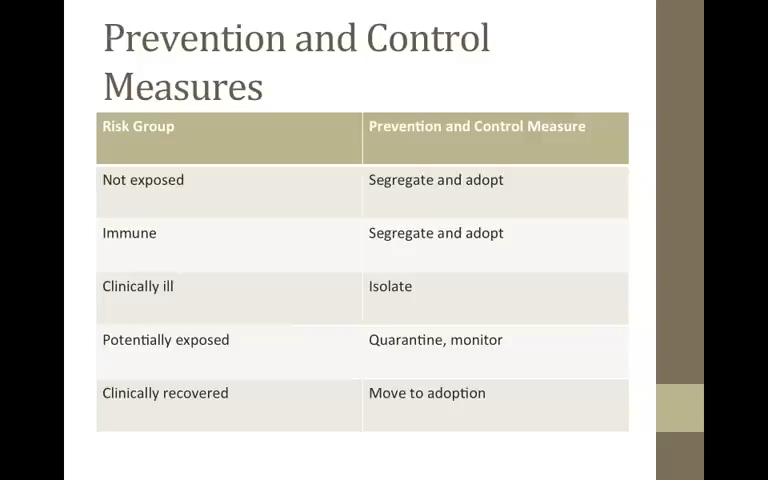 Prevention and Control
Measures
Risk Group Prevention and Control Measure
Not exposed Segregate and adopt
Immune Segregate and adopt
Clinically ill Isolate
Potentially exposed Quarantine, monitor
Clinically recovered Move to adoption